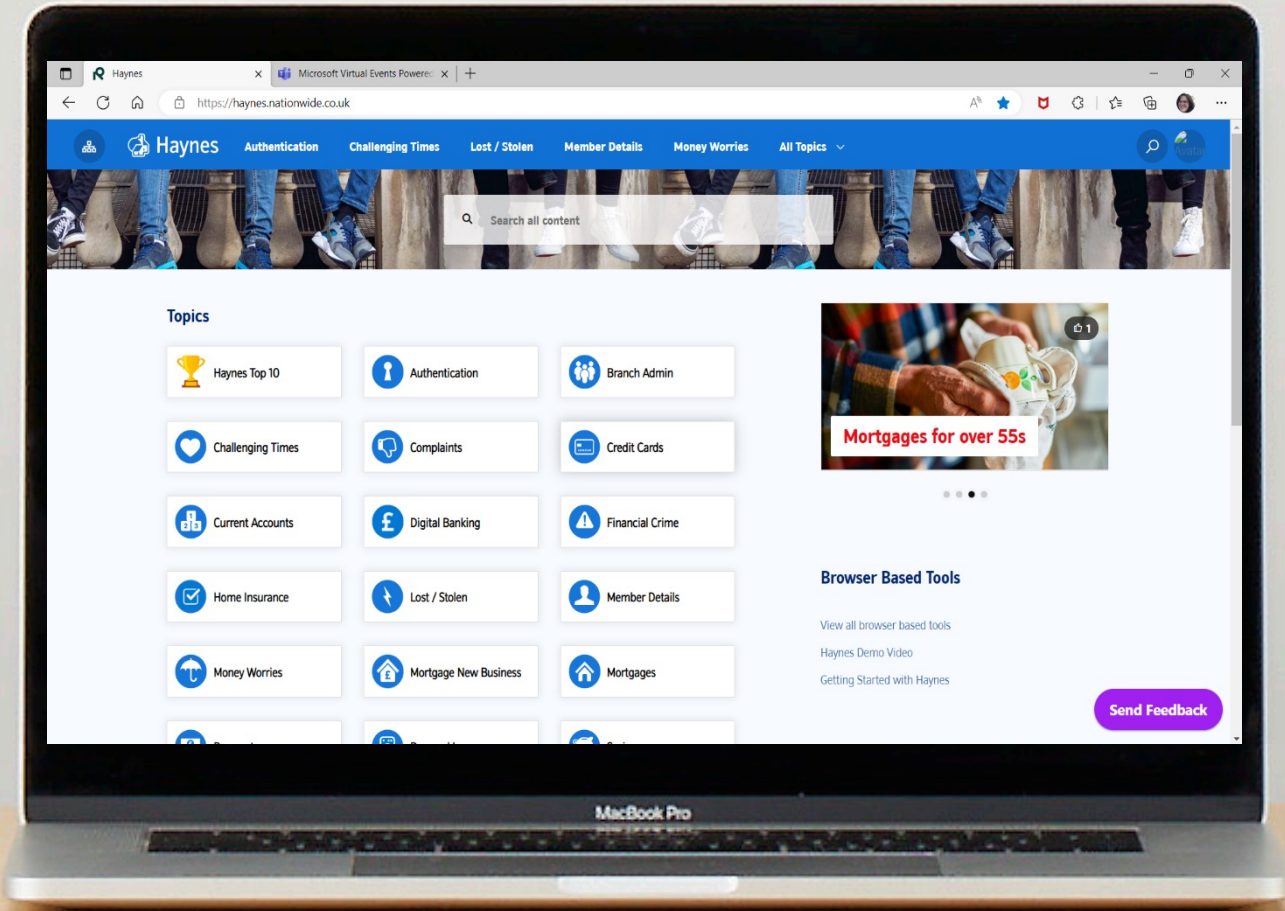 Haynes
Microsoft Virtual Events Powered
https://haynes.nationwide.co.uk
Haynes Authentication Challenging Times Lost / Stolen Member Details Money Worries All Topics
Avatar
Search all content
Topics
Haynes Top 10 Authentication Branch Admin
Challenging Times Complaints Credit Cards
Current Accounts Digital Banking Financial Crime
Home Insurance Lost / Stolen Member Details
Money Worries Mortgage New Business Mortgages
1
Mortgages for over 55s
Browser Based Tools
View all browser based tools
Haynes Demo Video
Getting Started with Haynes
Send Feedback
MacBook Pro